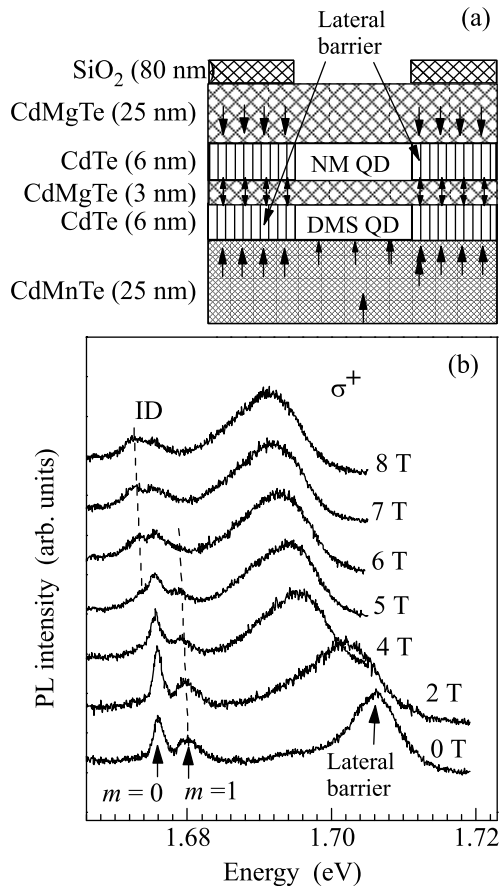 (a)
Lateral
barrier
SiO2 (80 nm)
CdMgTe (25 nm)
CdTe (6 nm)
NM QD
CdMgTe (3 nm)
CdTe (6 nm)
DMS QD
CdMnTe (25 nm)
(b)
σ+
ID
8 T
7 T
6 T
5 T
4 T
2 T
0 T
PL intensity (arb. units)
Lateral
barrier
m = 0
m =1
1.68
1.70
1.72
Energy (eV)